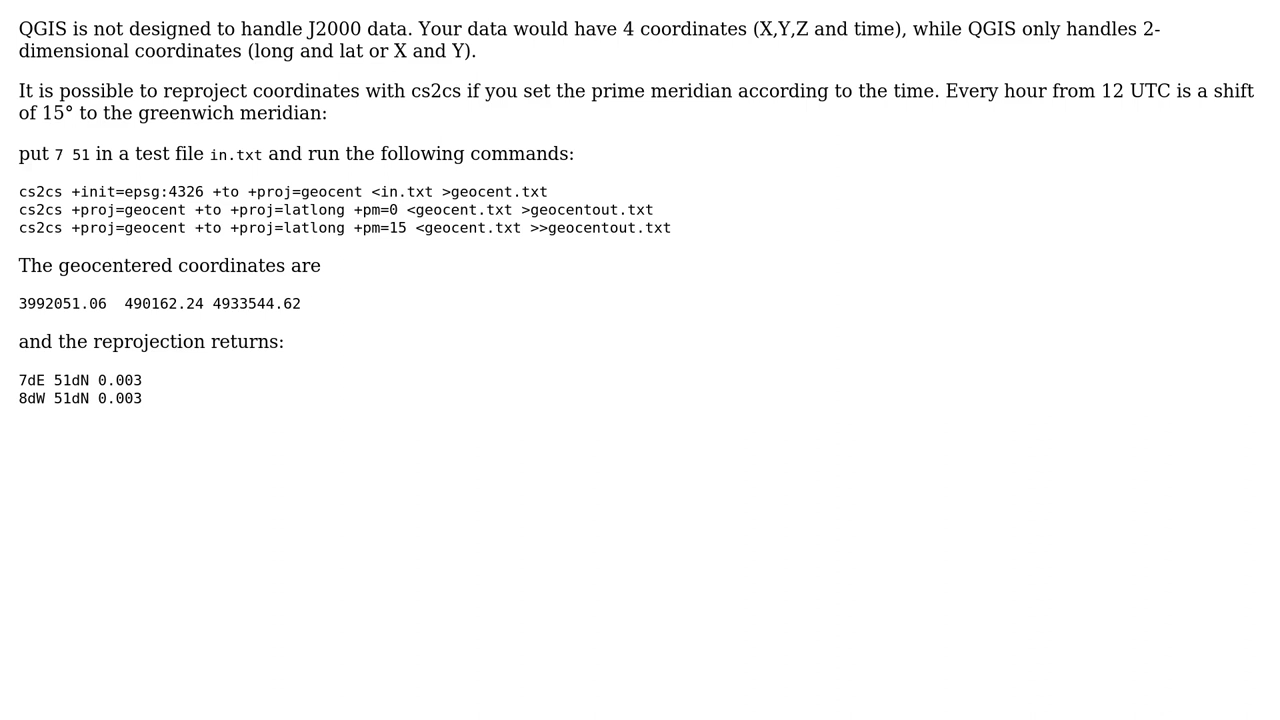 QGIS is not designed to handle J2000 data. Your data would have 4 coordinates (X,Y,Z and time), while QGIS only handles 2-
dimensional coordinates (long and lat or X and Y).
It is possible to reproject coordinates with cs2cs if you set the prime meridian according to the time. Every hour from 12 UTC is a shift
of 15° to the greenwich meridian:
put 7 51 in a test file in.txt and run the following commands:
cs2cs +init=epsg:4326 +to +proj=geocent <in.txt >geocent.txt
cs2cs +proj=geocent +to +proj=latlong +pm=0 <geocent.txt >geocentout.txt
cs2cs +proj=geocent +to +proj=latlong +pm=15 <geocent.txt >>geocentout.txt
The geocentered coordinates are
3992051.06  490162.24 4933544.62
and the reprojection returns:
7dE 51dN 0.003
8dW 51dN 0.003